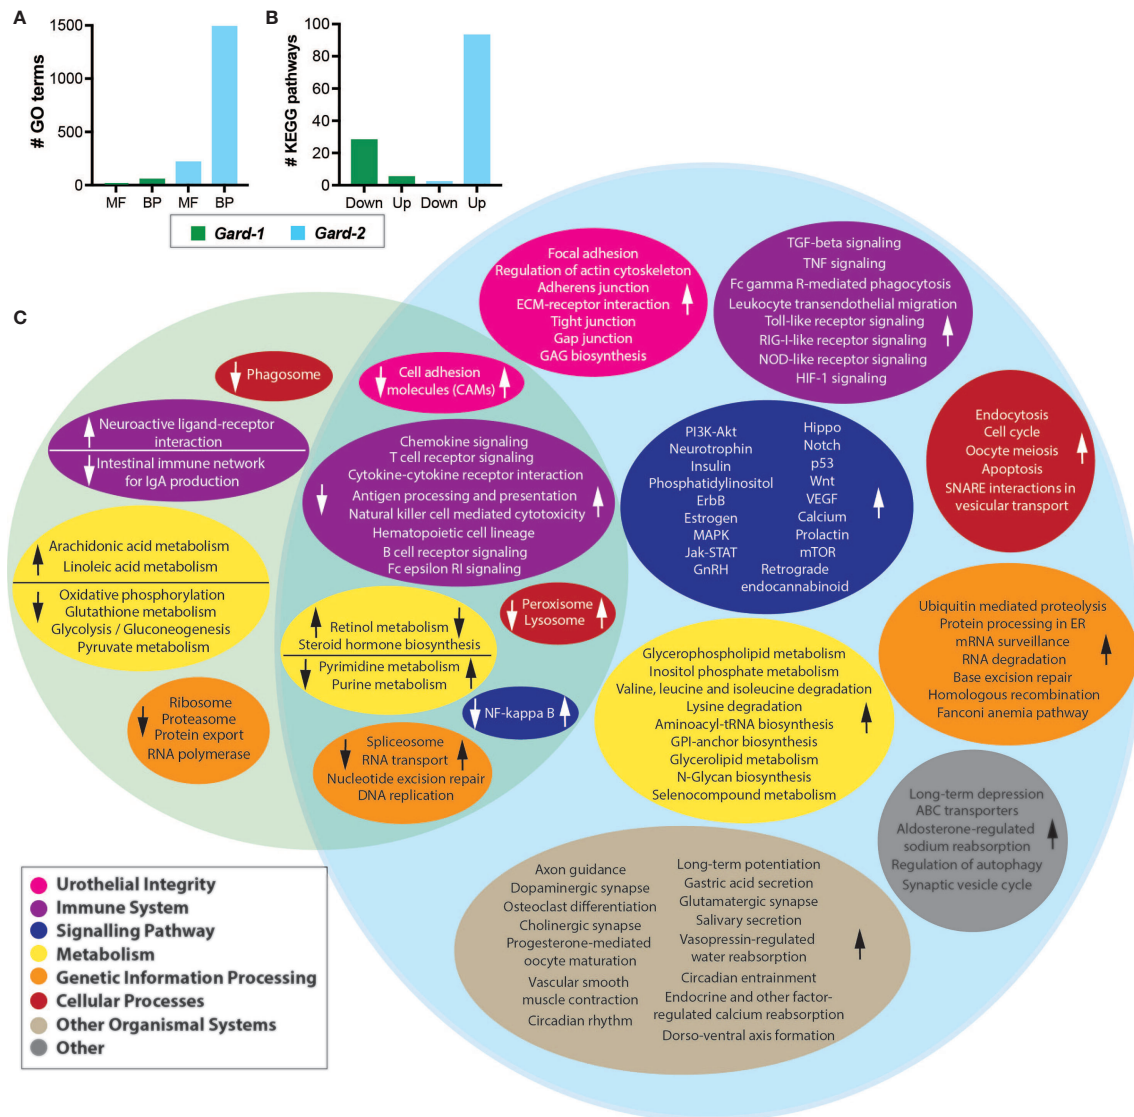 A
B
# GO terms
1500
1000
500
0
MF
BP
MF
BP
# KEGG pathways
100
80
60
40
20
0
Down
Up
Down
Up
Gard-1
Gard-2
C
Phagosome
Neuroactive ligand-receptor
interaction
Intestinal immune network
for IgA production
Arachidonic acid metabolism
Linoleic acid metabolism
Oxidative phosphorylation
Glutathione metabolism
Glycolysis / Gluconeogenesis
Pyruvate metabolism
Ribosome
Proteasome
Protein export
RNA polymerase
Cell adhesion
molecules (CAMs)
Chemokine signaling
T cell receptor signaling
Cytokine-cytokine receptor interaction
Antigen processing and presentation
Natural killer cell mediated cytotoxicity
Hematopoietic cell lineage
B cell receptor signaling
Fc epsilon RI signaling
Peroxisome
Lysosome
Retinol metabolism
Steroid hormone biosynthesis
Pyrimidine metabolism
Purine metabolism
NF-kappa B
Spliceosome
RNA transport
Nucleotide excision repair
DNA replication
Focal adhesion
Regulation of actin cytoskeleton
Adherens junction
ECM-receptor interaction
Tight junction
Gap junction
GAG biosynthesis
TGF-beta signaling
TNF signaling
Fc gamma R-mediated phagocytosis
Leukocyte transendothelial migration
Toll-like receptor signaling
RIG-I-like receptor signaling
NOD-like receptor signaling
HIF-1 signaling
PI3K-Akt
Neurotrophin
Insulin
Phosphatidylinositol
ErbB
Estrogen
MAPK
Jak-STAT
GnRH
Hippo
Notch
p53
Wnt
VEGF
Calcium
Prolactin
mTOR
Retrograde
endocannabinoid
Endocytosis
Cell cycle
Oocyte meiosis
Apoptosis
SNARE interactions in
vesicular transport
Ubiquitin mediated proteolysis
Protein processing in ER
mRNA surveillance
RNA degradation
Base excision repair
Homologous recombination
Fanconi anemia pathway
Glycerophospholipid metabolism
Inositol phosphate metabolism
Valine, leucine and isoleucine degradation
Lysine degradation
Aminoacyl-tRNA biosynthesis
GPI-anchor biosynthesis
Glycerolipid metabolism
N-Glycan biosynthesis
Selenocompound metabolism
Long-term depression
ABC transporters
Aldosterone-regulated
sodium reabsorption
Regulation of autophagy
Synaptic vesicle cycle
Axon guidance
Dopaminergic synapse
Osteoclast differentiation
Cholinergic synapse
Progesterone-mediated
oocyte maturation
Vascular smooth
muscle contraction
Circadian rhythm
Long-term potentiation
Gastric acid secretion
Glutamatergic synapse
Salivary secretion
Vasopressin-regulated
water reabsorption
Circadian entrainment
Endocrine and other factor-
regulated calcium reabsorption
Dorso-ventral axis formation
Urothelial Integrity
Immune System
Signalling Pathway
Metabolism
Genetic Information Processing
Cellular Processes
Other Organismal Systems
Other